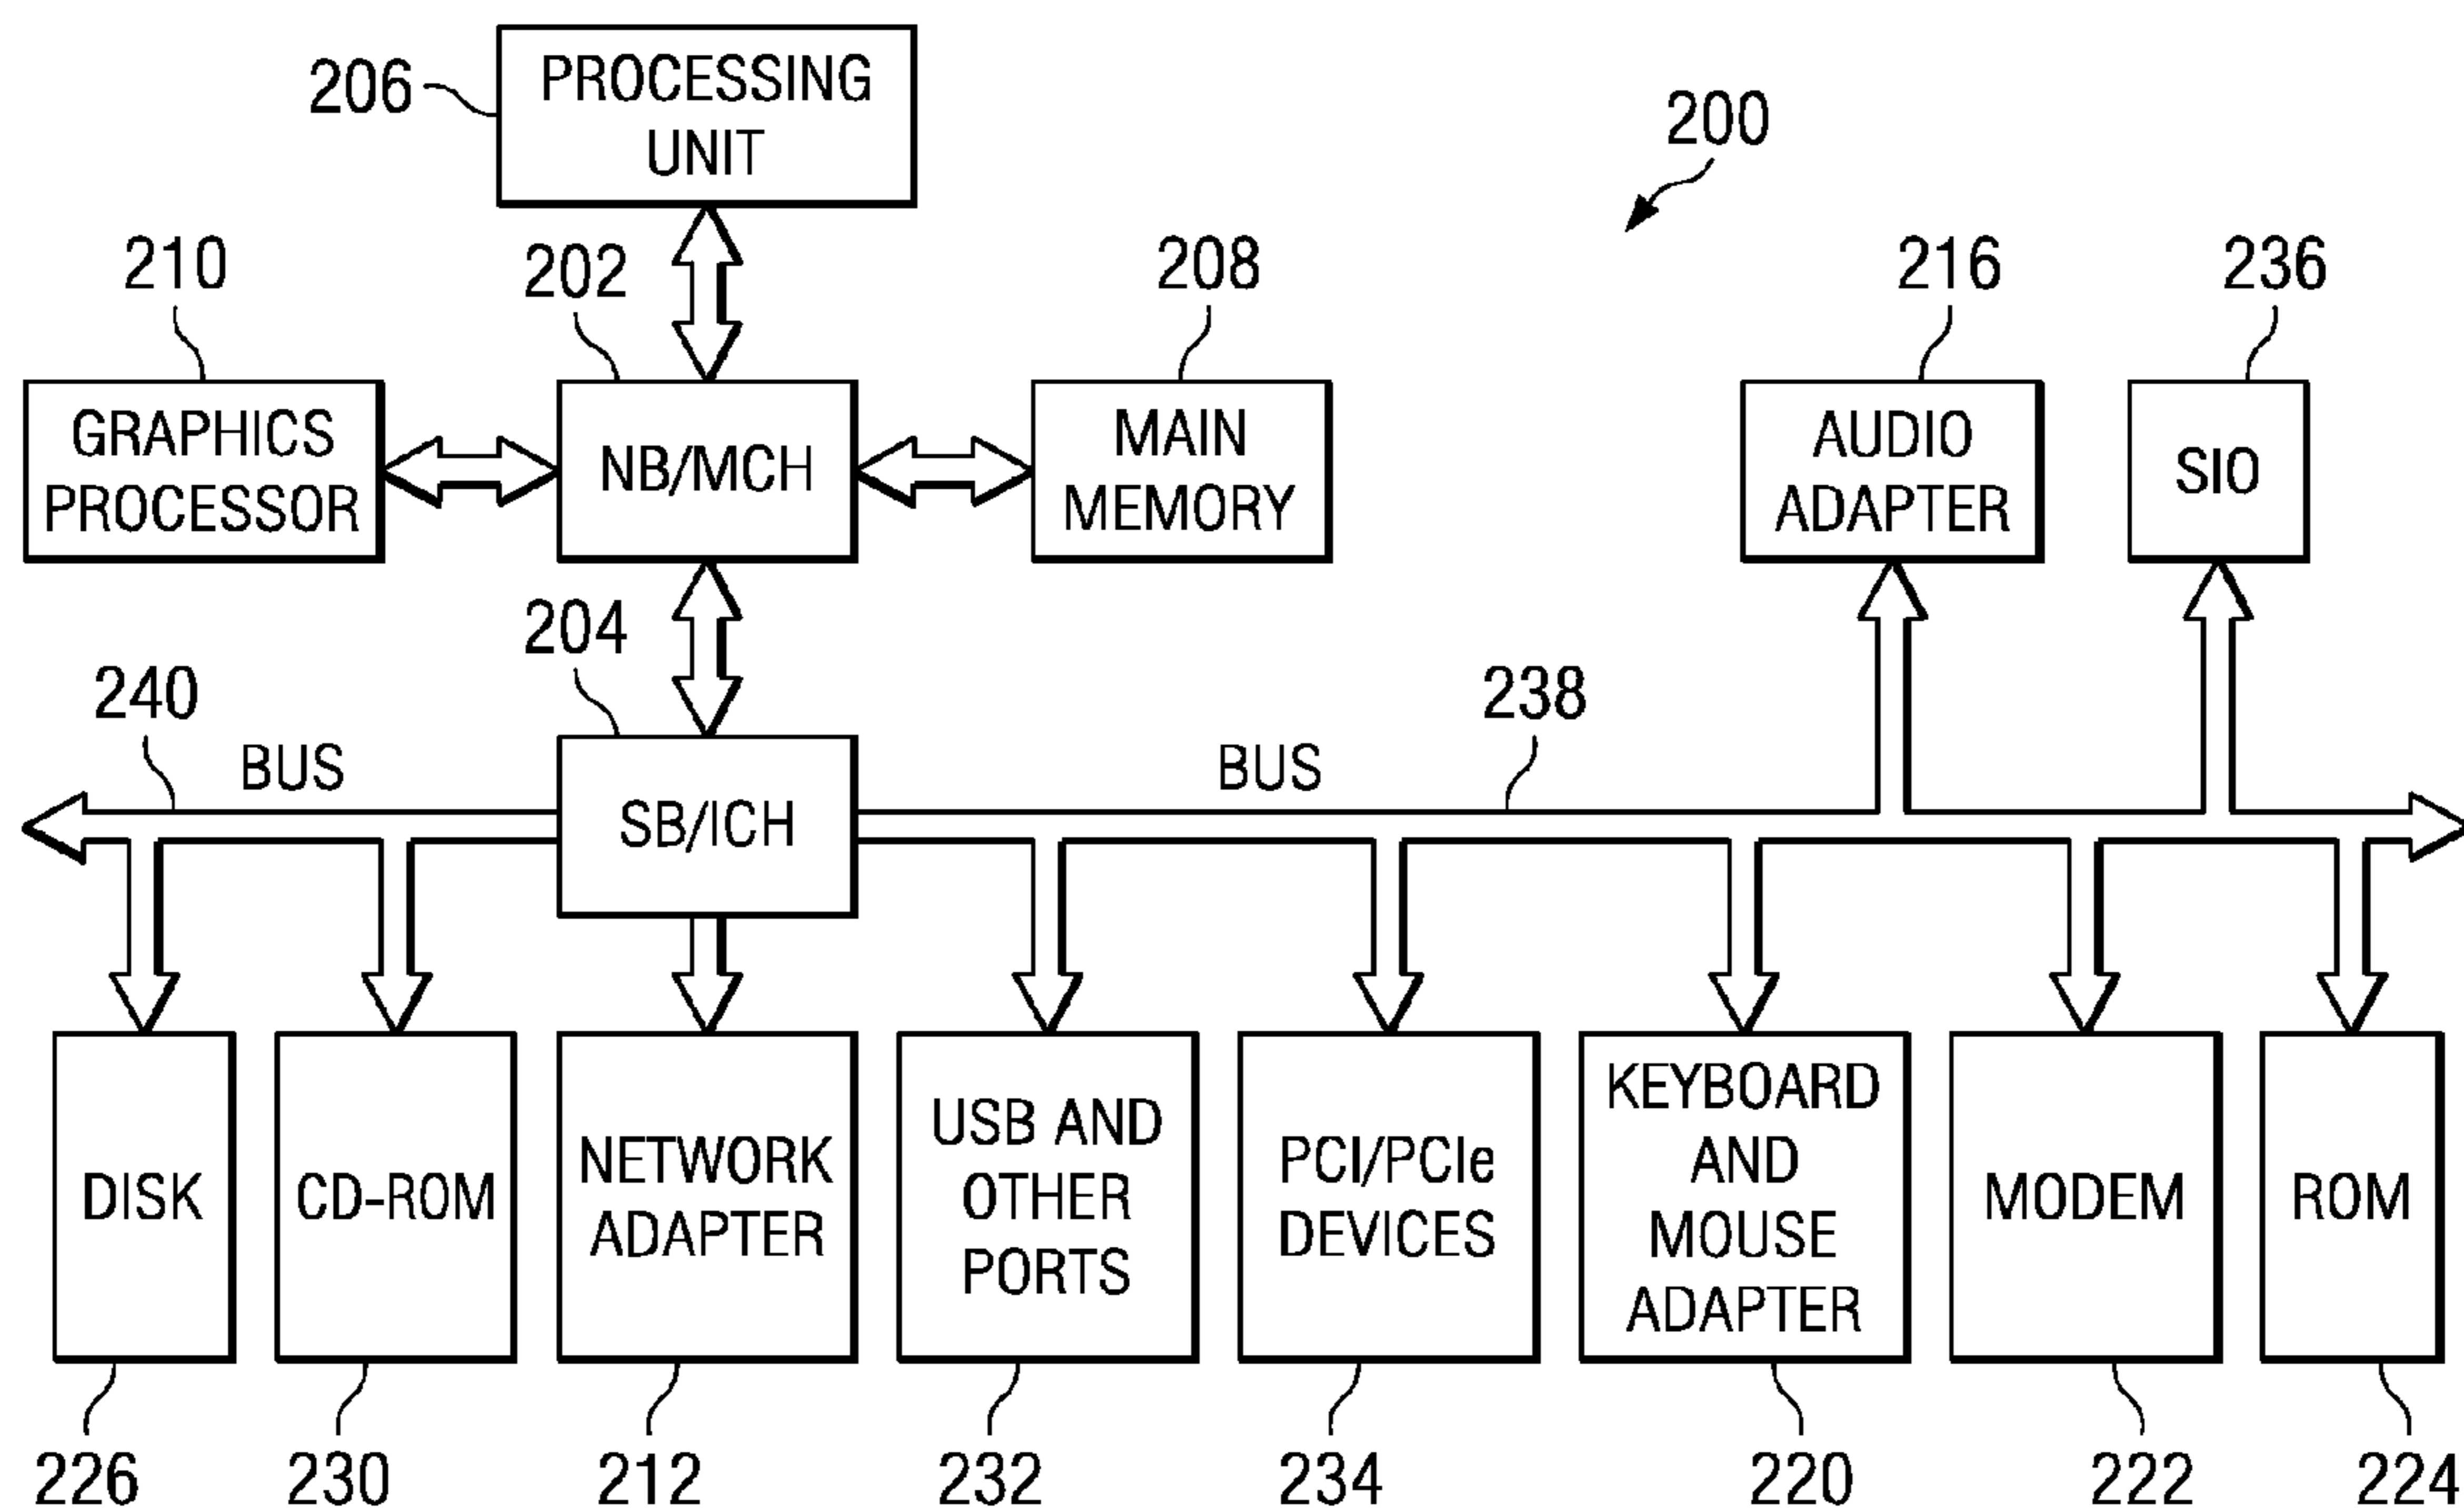 206
PROCESSING
UNIT
200
210
202
208
216
236
GRAPHICS
PROCESSOR
NB/MCH
MAIN
MEMORY
AUDIO
ADAPTER
SIO
204
240
BUS
238
BUS
SB/ICH
DISK
CD-ROM
NETWORK
ADAPTER
USB AND
OTHER
PORTS
PCI/PCIe
DEVICES
KEYBOARD
AND
MOUSE
ADAPTER
MODEM
ROM
226
230
212
232
234
220
222
224